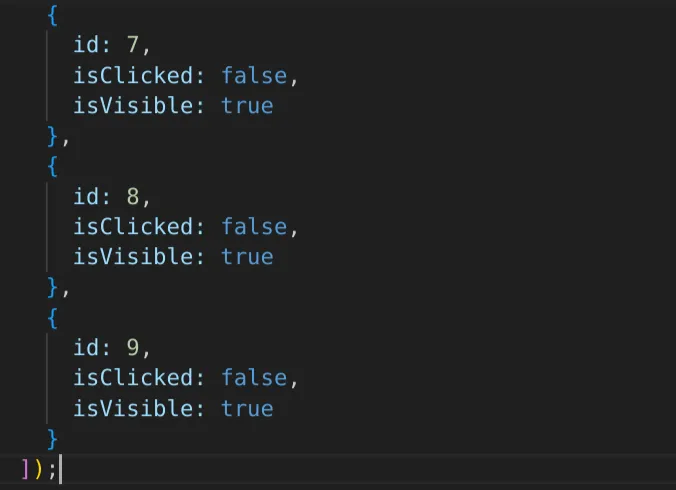 {
id: 7,
isClicked: false,
isVisible: true
},
{
id: 8,
isClicked: false,
isVisible: true
},
{
id: 9,
isClicked: false,
isVisible: true
}
]);